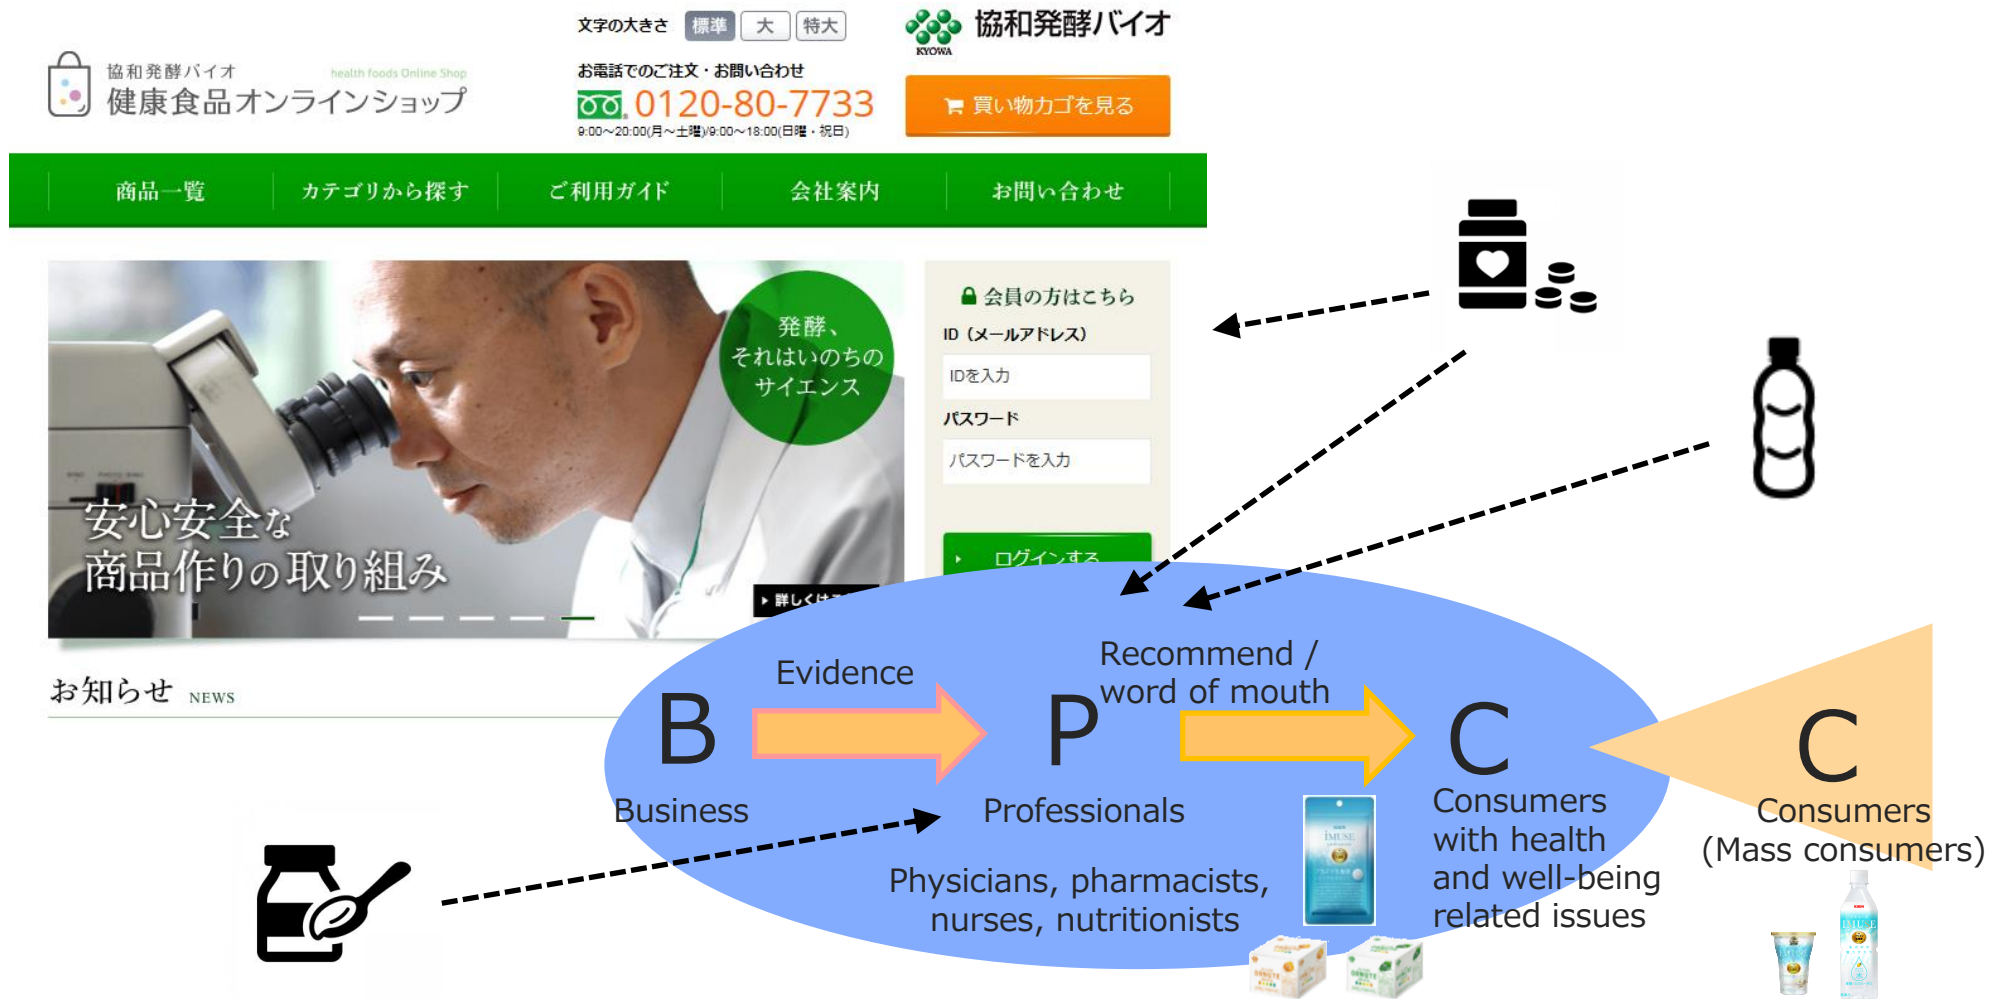 文字の大きさ 標準 大 特大
協和発酵バイオ
KYOWA
協和発酵バイオ health foods Online Shop
健康食品オンラインショップ
お電話でのご注文・お問い合わせ
0120-80-7733
9:00～20:00(月～土曜)/9:00～18:00(日曜・祝日)
買い物カゴを見る
商品一覧 カテゴリから探す ご利用ガイド 会社案内 お問い合わせ
発酵、
それはいのちの
サイエンス
安心安全な
商品作りの取り組み
詳しくは
会員の方はこちら
ID（メールアドレス）
IDを入力
パスワード
パスワードを入力
ログインする
お知らせ NEWS
Evidence
Recommend /
word of mouth
B P C C
Business
Professionals
Physicians, pharmacists,
nurses, nutritionists
Consumers
with health
and well-being
related issues
Consumers
(Mass consumers)
iMUSE